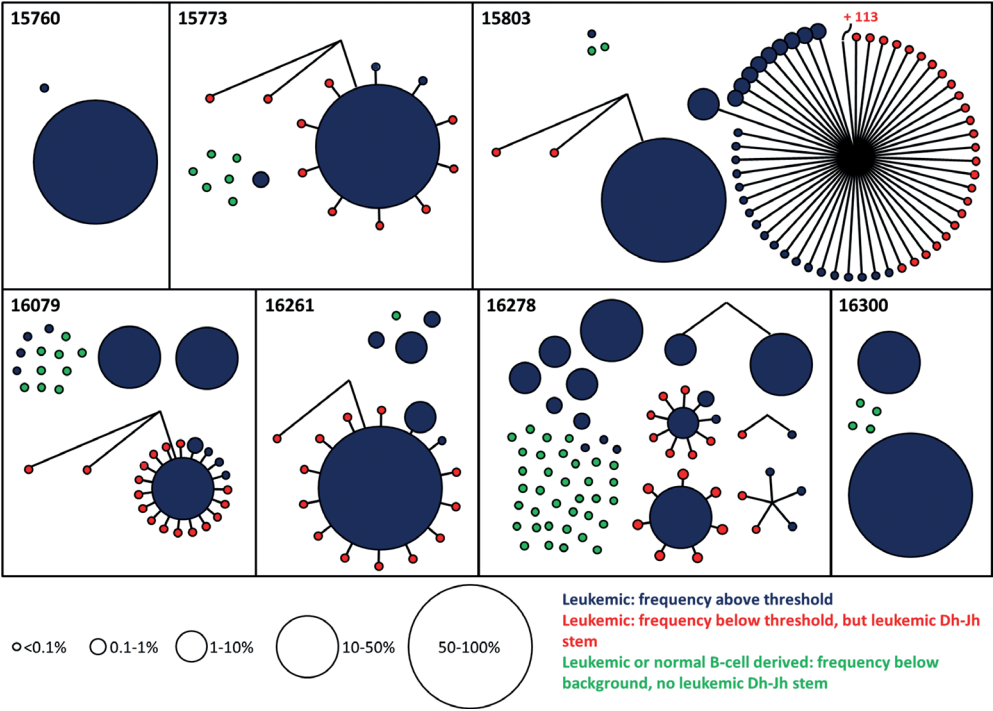 15760
15773
15803
+ 113
16079
16261
16278
16300
<0.1%
0.1-1%
1-10%
10-50%
50-100%
Leukemic: frequency above threshold
Leukemic: frequency below threshold, but leukemic Dh-Jh
stem
Leukemic or normal B-cell derived: frequency below
background, no leukemic Dh-Jh stem